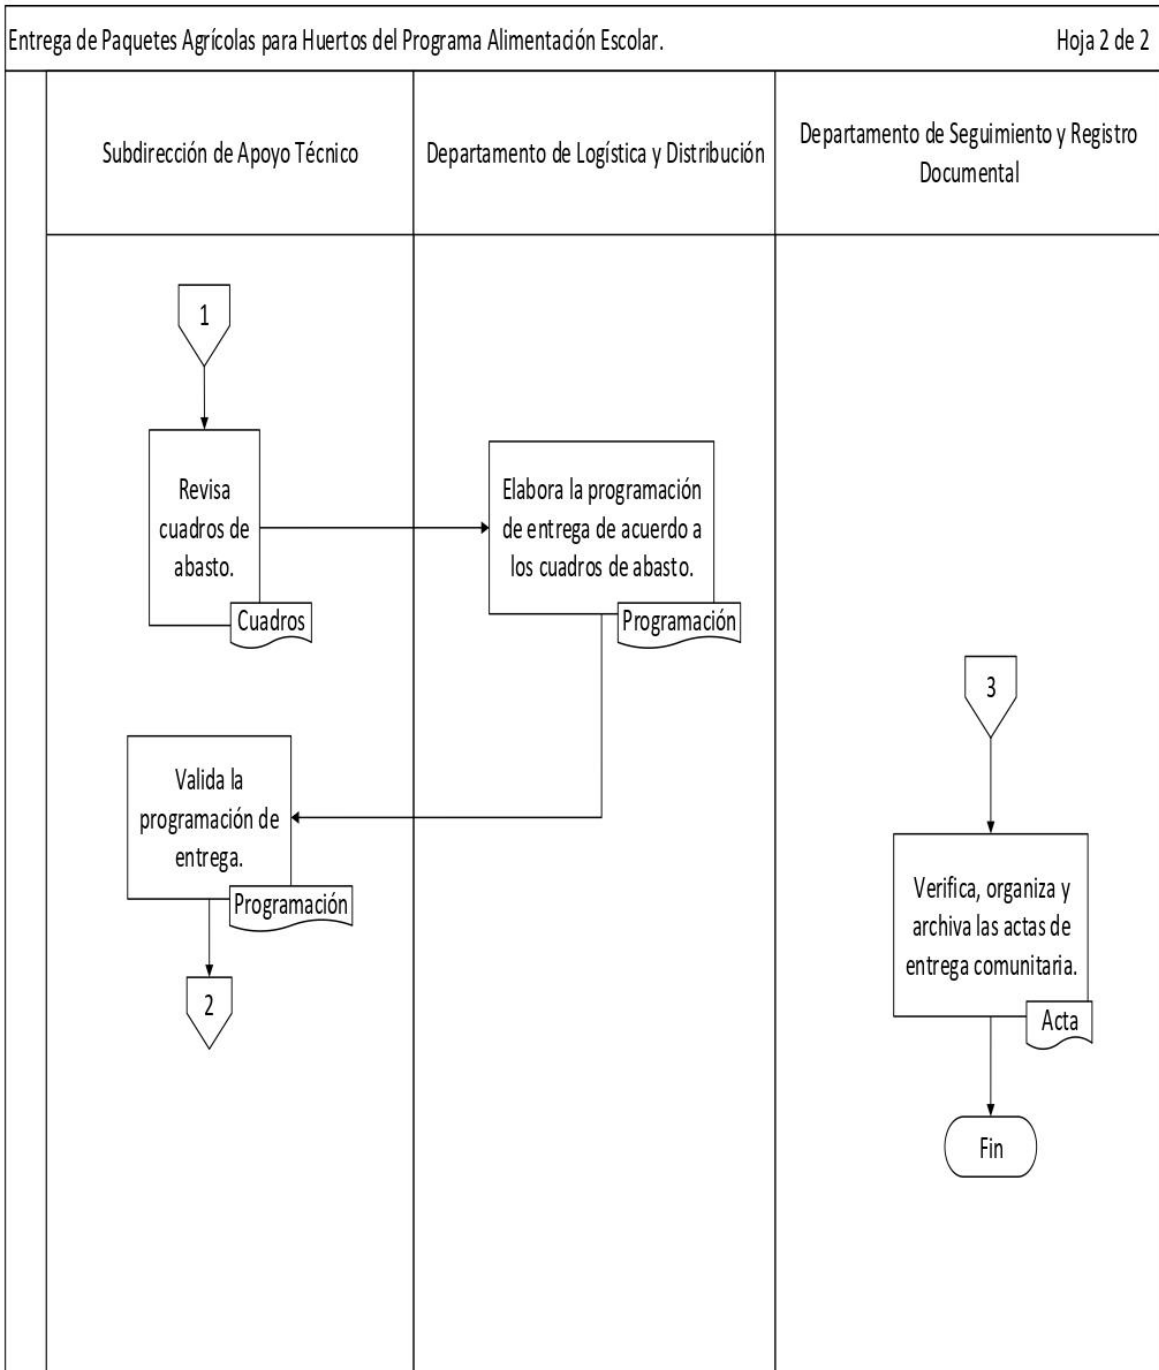 Entrega de Paquetes Agrícolas para Huertos del Programa Alimentación Escolar.
Hoja 2 de 2
Subdirección de Apoyo Técnico
Departamento de Logística y Distribución
Departamento de Seguimiento y Registro
Documental
1
Revisa
cuadros de
abasto.
Cuadros
Elabora la programación
de entrega de acuerdo a
los cuadros de abasto.
Programación
Valida la
programación de
entrega.
Programación
2
3
Verifica, organiza y
archiva las actas de
entrega comunitaria.
Acta
Fin